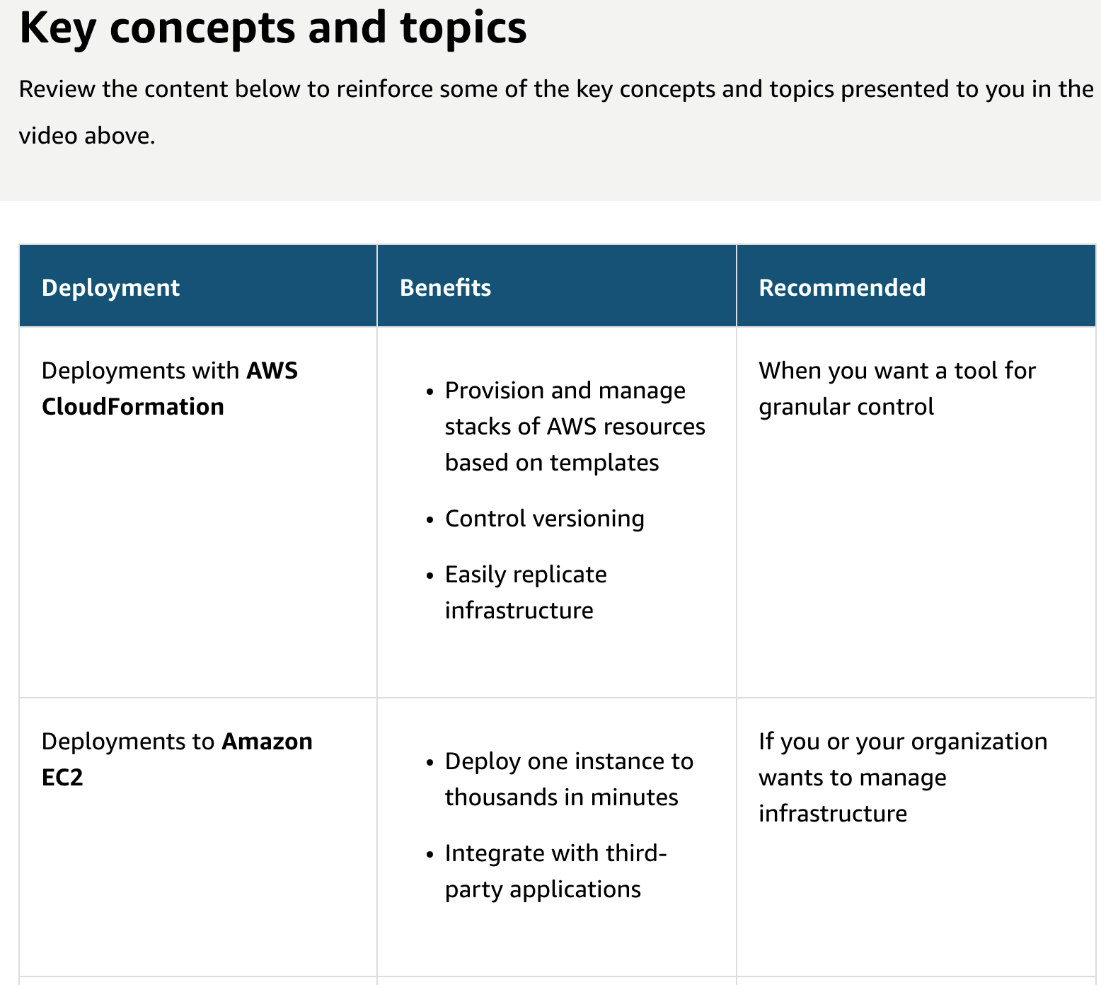 Key concepts and topics
Review the content below to reinforce some of the key concepts and topics presented to you in the
video above.
Deployment
Benefits
Recommended
Deployments with AWS
CloudFormation
• Provision and manage
stacks of AWS resources
based on templates
• Control versioning
• Easily replicate
infrastructure
When you want a tool for
granular control
Deployments to Amazon
EC2
• Deploy one instance to
thousands in minutes
• Integrate with third-
party applications
If you or your organization
wants to manage
infrastructure